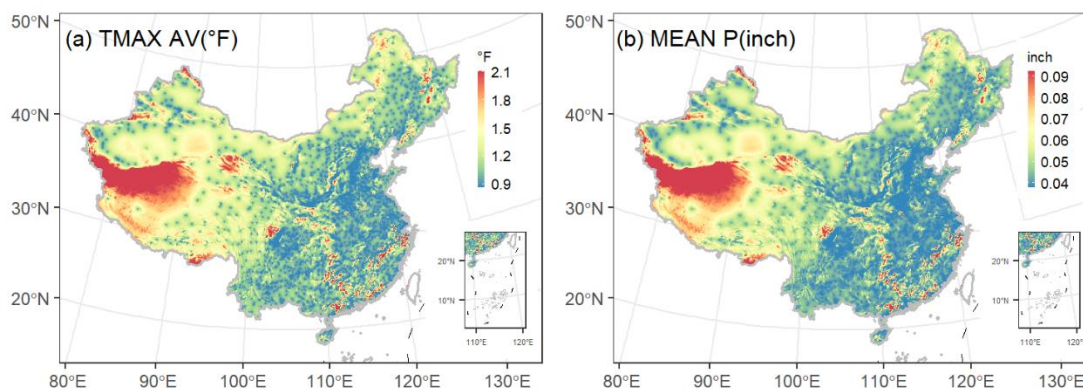 (a) TMAX AV(°F)
°F
2.1
1.8
1.5
1.2
0.9
50°N
40°N
30°N
20°N
80°E
90°E
100°E
110°E
120°E
130°E
20°N
10°N
110°E
120°E
(b) MEAN P(inch)
inch
0.09
0.08
0.07
0.06
0.05
0.04
50°N
40°N
30°N
20°N
80°E
90°E
100°E
110°E
120°E
130°E
20°N
10°N
110°E
120°E